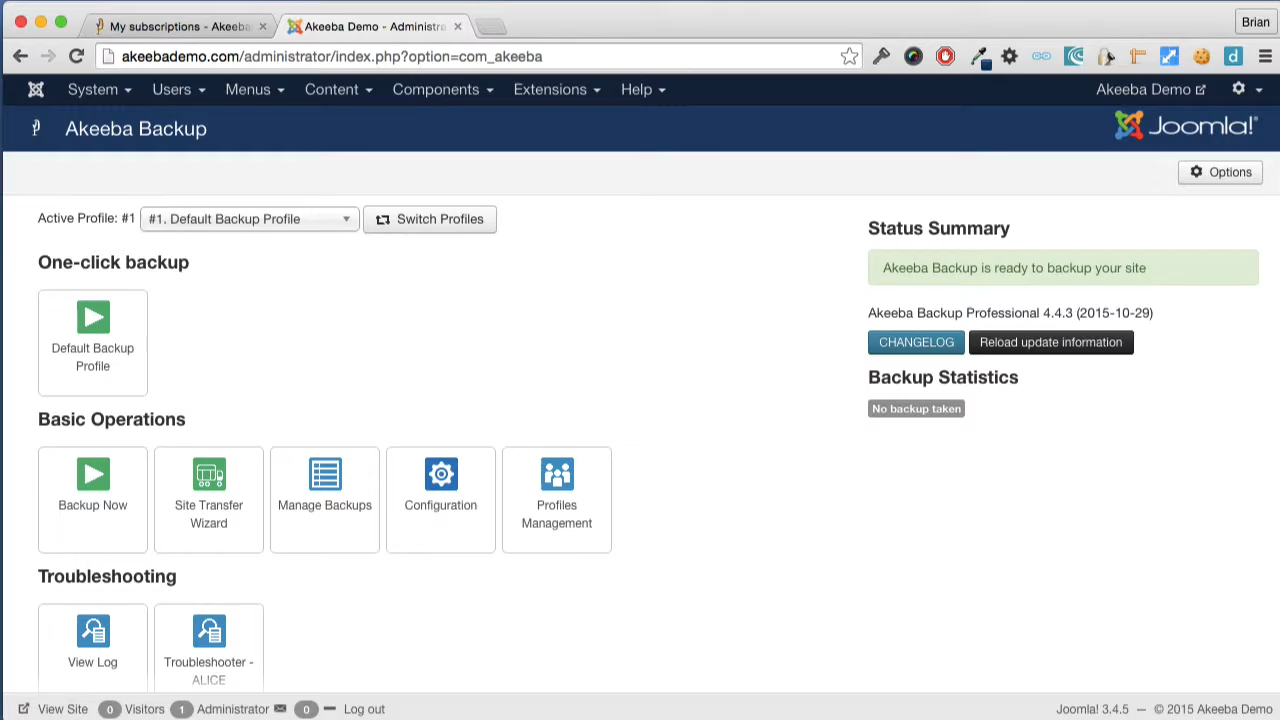 My subscriptions - Akeeba
Akeeba Demo - Administra
Brian
akeebademo.com/administrator/index.php?option=com_akeeba
System
Users
Menus
Content
Components
Extensions
Help
Akeeba Demo
Akeeba Backup
Joomla!®
Options
Active Profile: #1
#1. Default Backup Profile
Switch Profiles
One-click backup
Default Backup
Profile
Basic Operations
Backup Now
Site Transfer
Wizard
Manage Backups
Configuration
Profiles
Management
Troubleshooting
View Log
Troubleshooter -
ALICE
Status Summary
Akeeba Backup is ready to backup your site
Akeeba Backup Professional 4.4.3 (2015-10-29)
CHANGELOG
Reload update information
Backup Statistics
No backup taken
View Site
0 Visitors
1 Administrator
0
Log out
Joomla! 3.4.5 — © 2015 Akeeba Demo